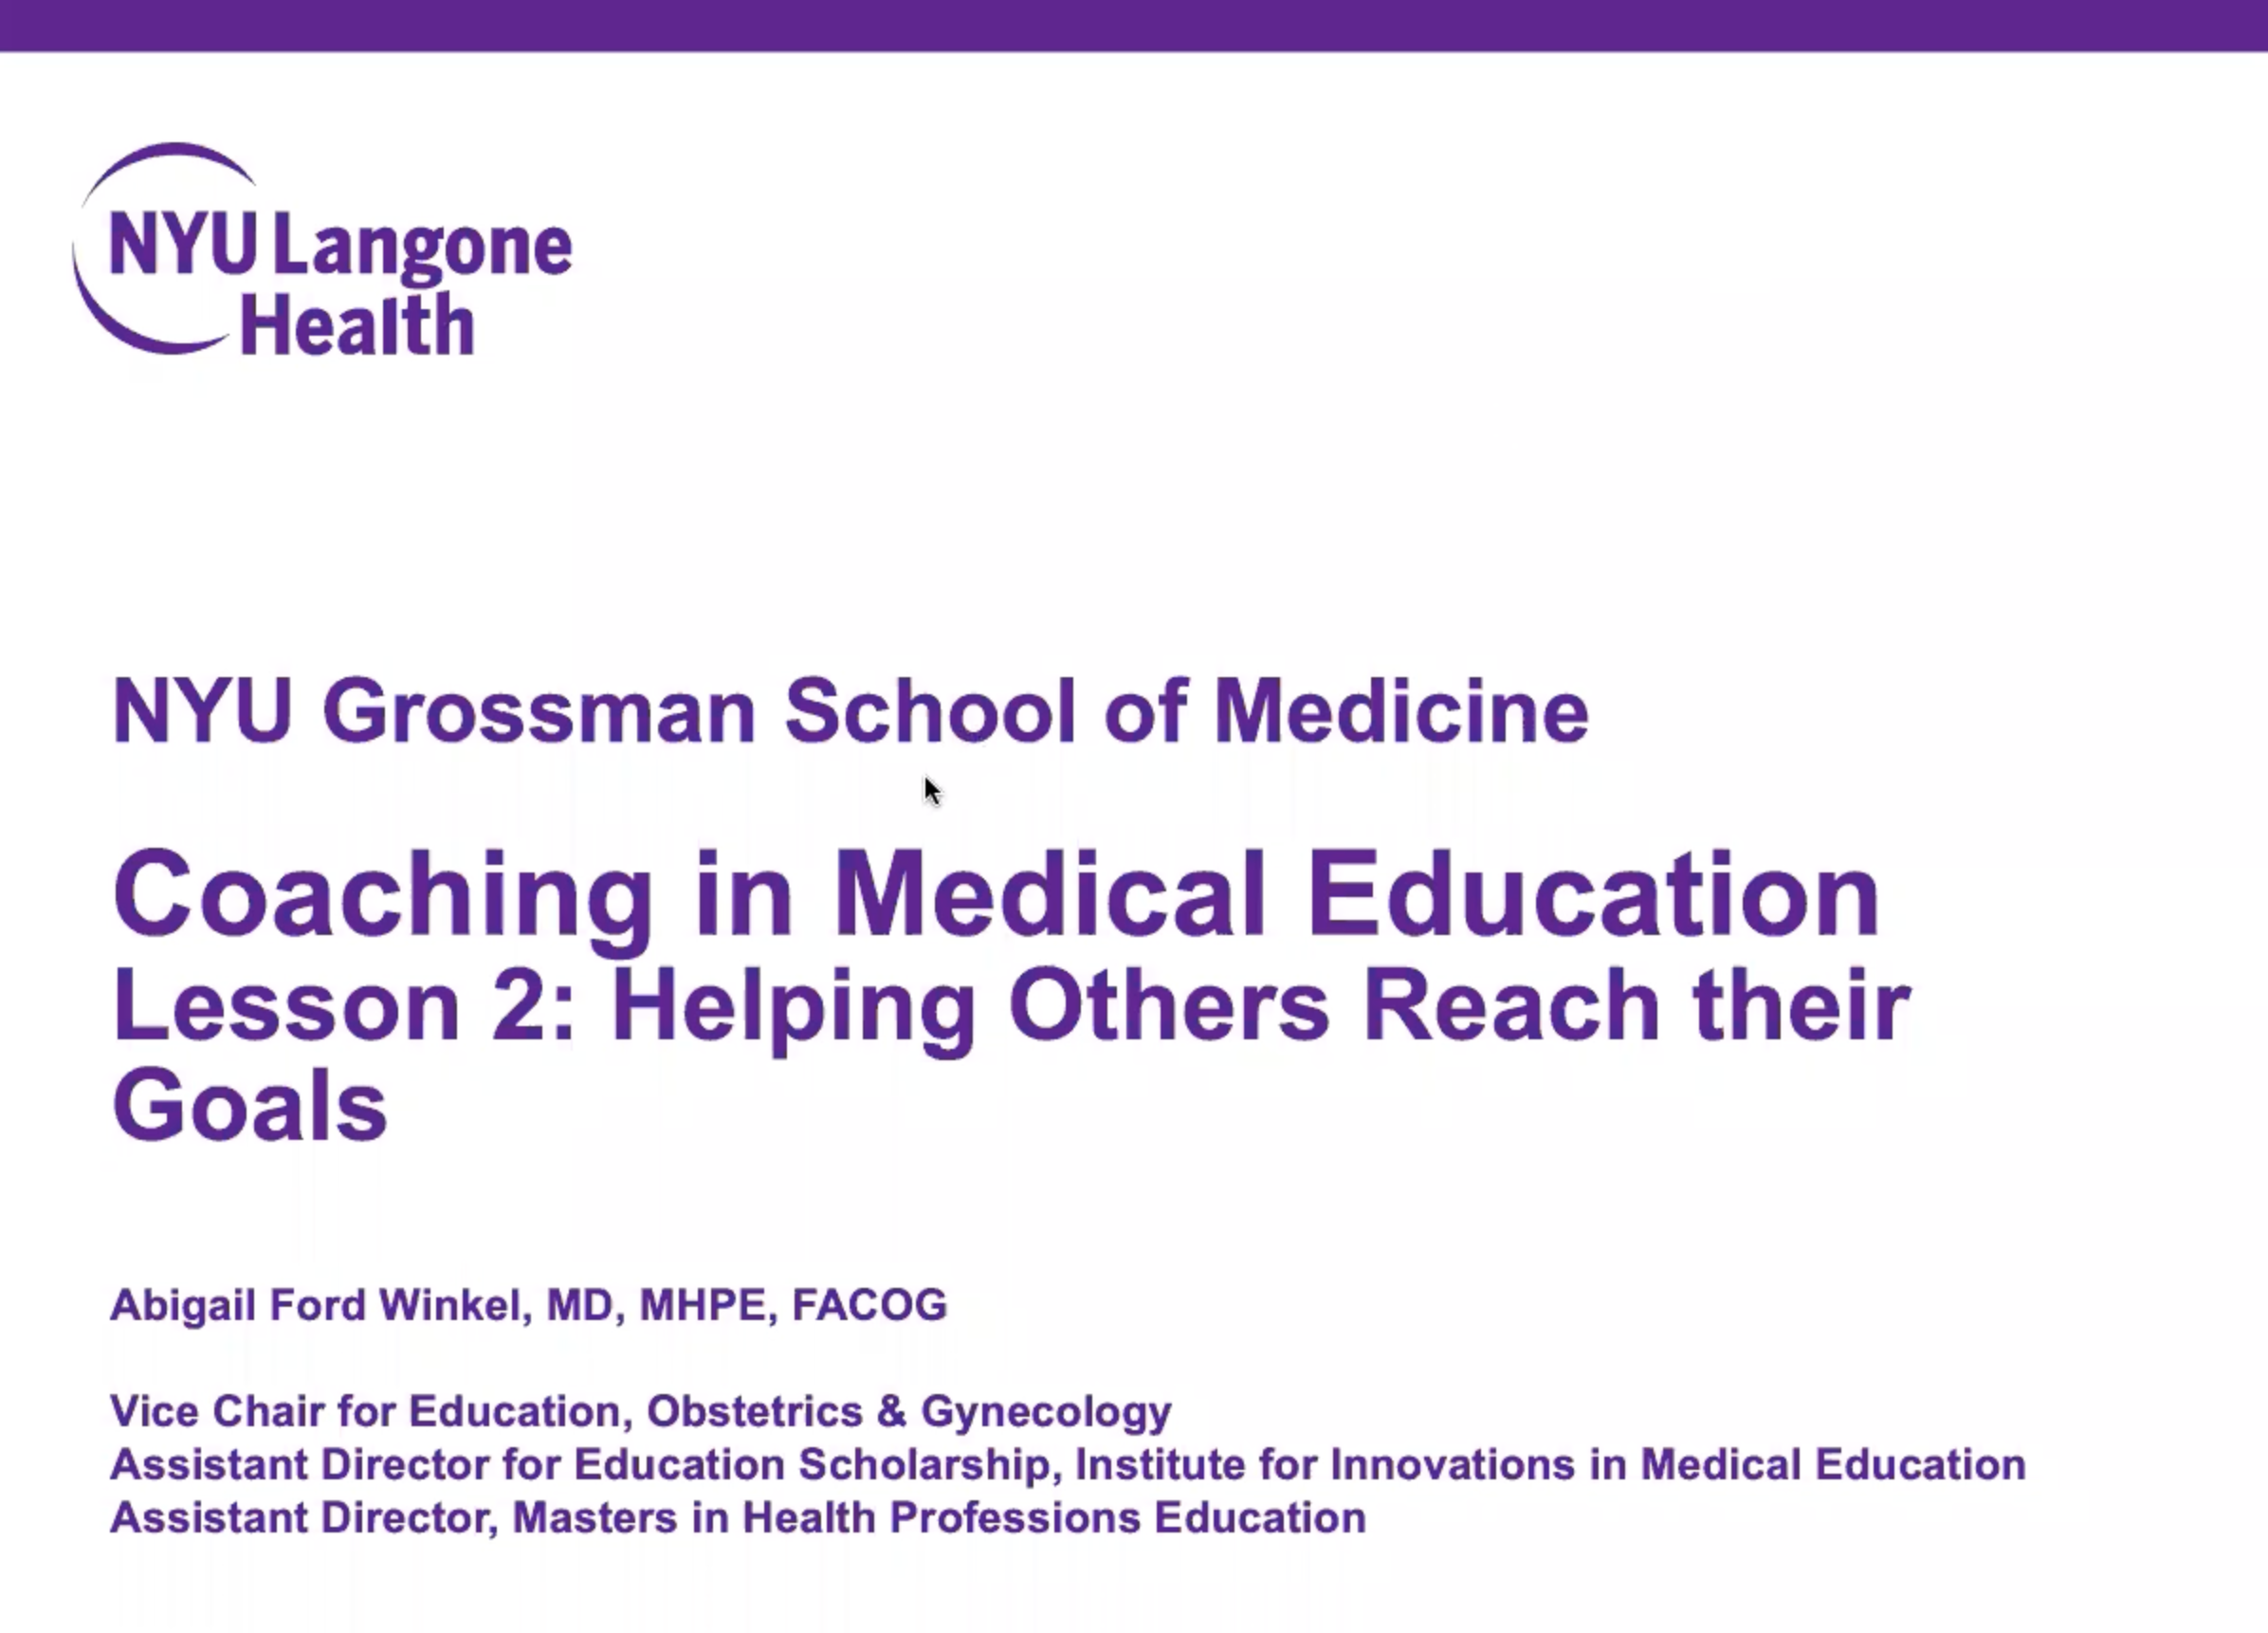 NYU Langone
Health
NYU Grossman School of Medicine
Coaching in Medical Education
Lesson 2: Helping Others Reach their
Goals
Abigail Ford Winkel, MD, MHPE, FACOG
Vice Chair for Education, Obstetrics & Gynecology
Assistant Director for Education Scholarship, Institute for Innovations in Medical Education
Assistant Director, Masters in Health Professions Education